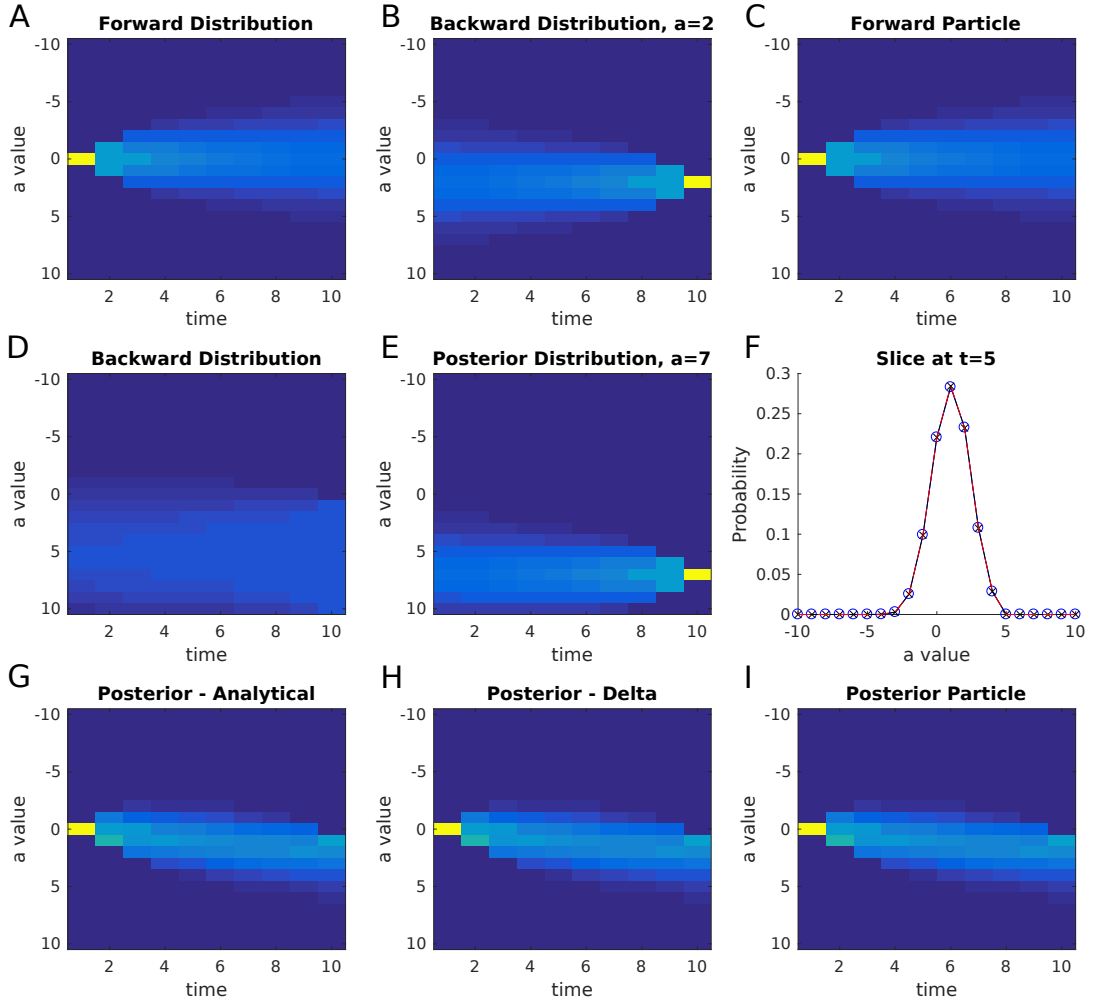 A
Forward Distribution
-10
-5
0
5
10
a value
2 4 6 8 10
time
B
Backward Distribution, a=2
-10
-5
0
5
10
a value
2 4 6 8 10
time
C
Forward Particle
-10
-5
0
5
10
a value
2 4 6 8 10
time
D
Backward Distribution
-10
-5
0
5
10
a value
2 4 6 8 10
time
E
Posterior Distribution, a=7
-10
-5
0
5
10
a value
2 4 6 8 10
time
F
Slice at t=5
0.3
0.25
0.2
0.15
0.1
0.05
0
Probability
-10 -5 0 5 10
a value
G
Posterior - Analytical
-10
-5
0
5
10
a value
2 4 6 8 10
time
H
Posterior - Delta
-10
-5
0
5
10
a value
2 4 6 8 10
time
I
Posterior Particle
-10
-5
0
5
10
a value
2 4 6 8 10
time